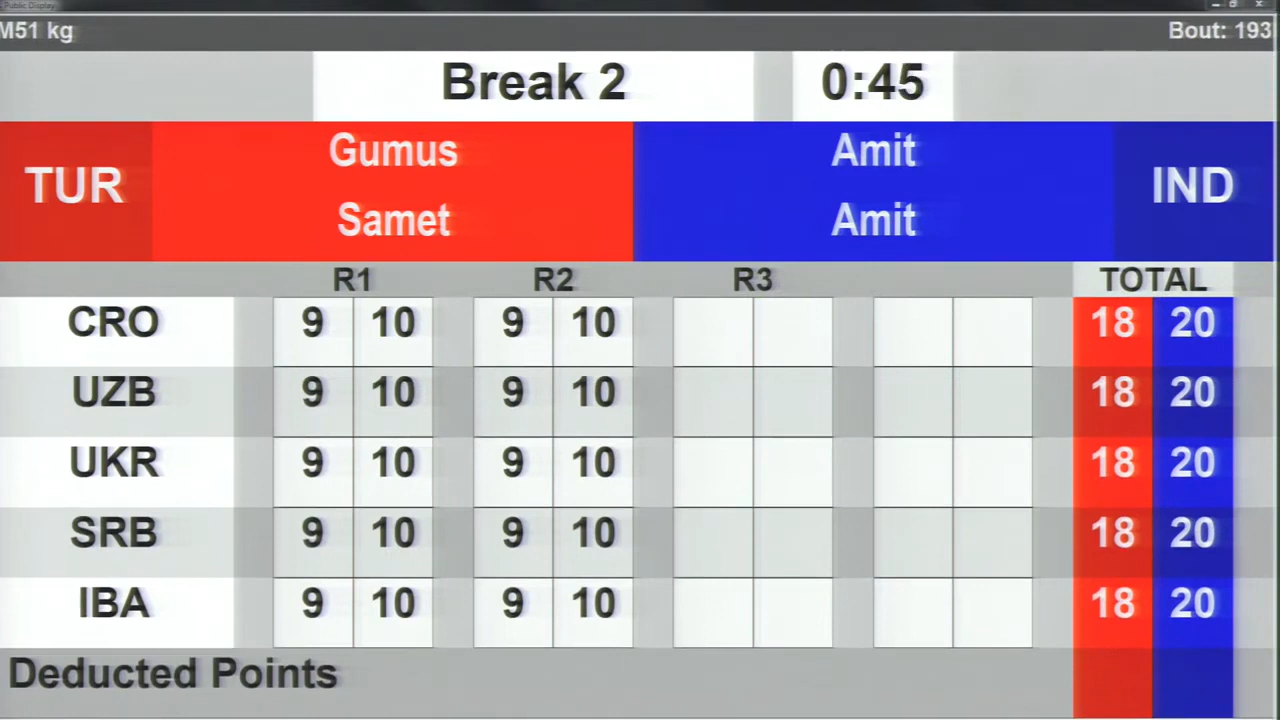 Public Display
M51 kg Bout: 193
Break 2 0:45
TUR Gumus Samet Amit Amit IND
R1 R2 R3 TOTAL
CRO 9 10 9 10 18 20
UZB 9 10 9 10 18 20
UKR 9 10 9 10 18 20
SRB 9 10 9 10 18 20
IBA 9 10 9 10 18 20
Deducted Points